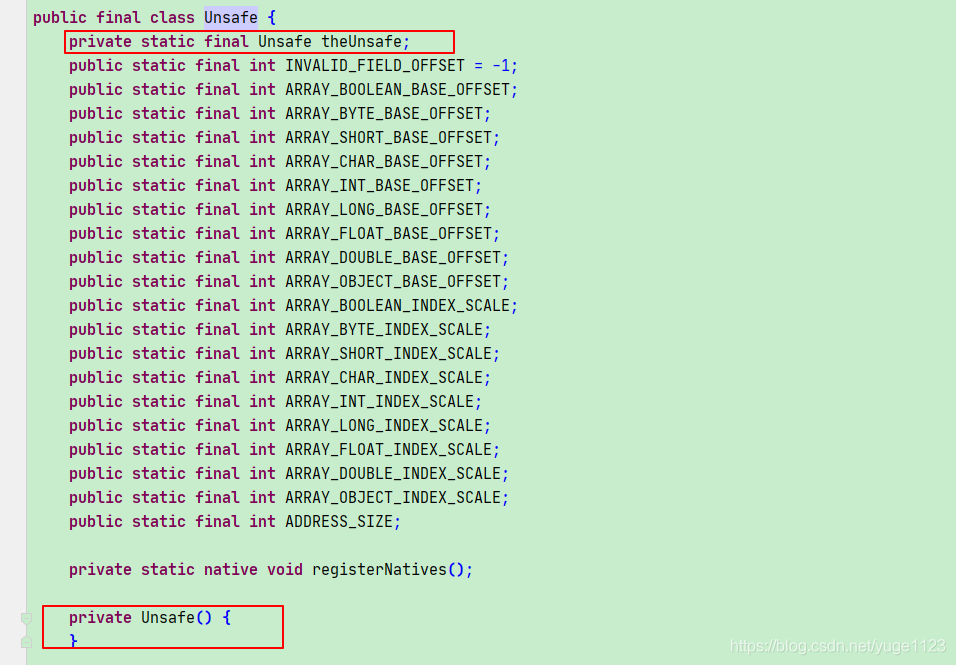 public final class Unsafe {
private static final Unsafe theUnsafe;
public static final int INVALID_FIELD_OFFSET = -1;
public static final int ARRAY_BOOLEAN_BASE_OFFSET;
public static final int ARRAY_BYTE_BASE_OFFSET;
public static final int ARRAY_SHORT_BASE_OFFSET;
public static final int ARRAY_CHAR_BASE_OFFSET;
public static final int ARRAY_INT_BASE_OFFSET;
public static final int ARRAY_LONG_BASE_OFFSET;
public static final int ARRAY_FLOAT_BASE_OFFSET;
public static final int ARRAY_DOUBLE_BASE_OFFSET;
public static final int ARRAY_OBJECT_BASE_OFFSET;
public static final int ARRAY_BOOLEAN_INDEX_SCALE;
public static final int ARRAY_BYTE_INDEX_SCALE;
public static final int ARRAY_SHORT_INDEX_SCALE;
public static final int ARRAY_CHAR_INDEX_SCALE;
public static final int ARRAY_INT_INDEX_SCALE;
public static final int ARRAY_LONG_INDEX_SCALE;
public static final int ARRAY_FLOAT_INDEX_SCALE;
public static final int ARRAY_DOUBLE_INDEX_SCALE;
public static final int ARRAY_OBJECT_INDEX_SCALE;
public static final int ADDRESS_SIZE;
private static native void registerNatives();
private Unsafe() {
}
https://blog.csdn.net/yuge1123